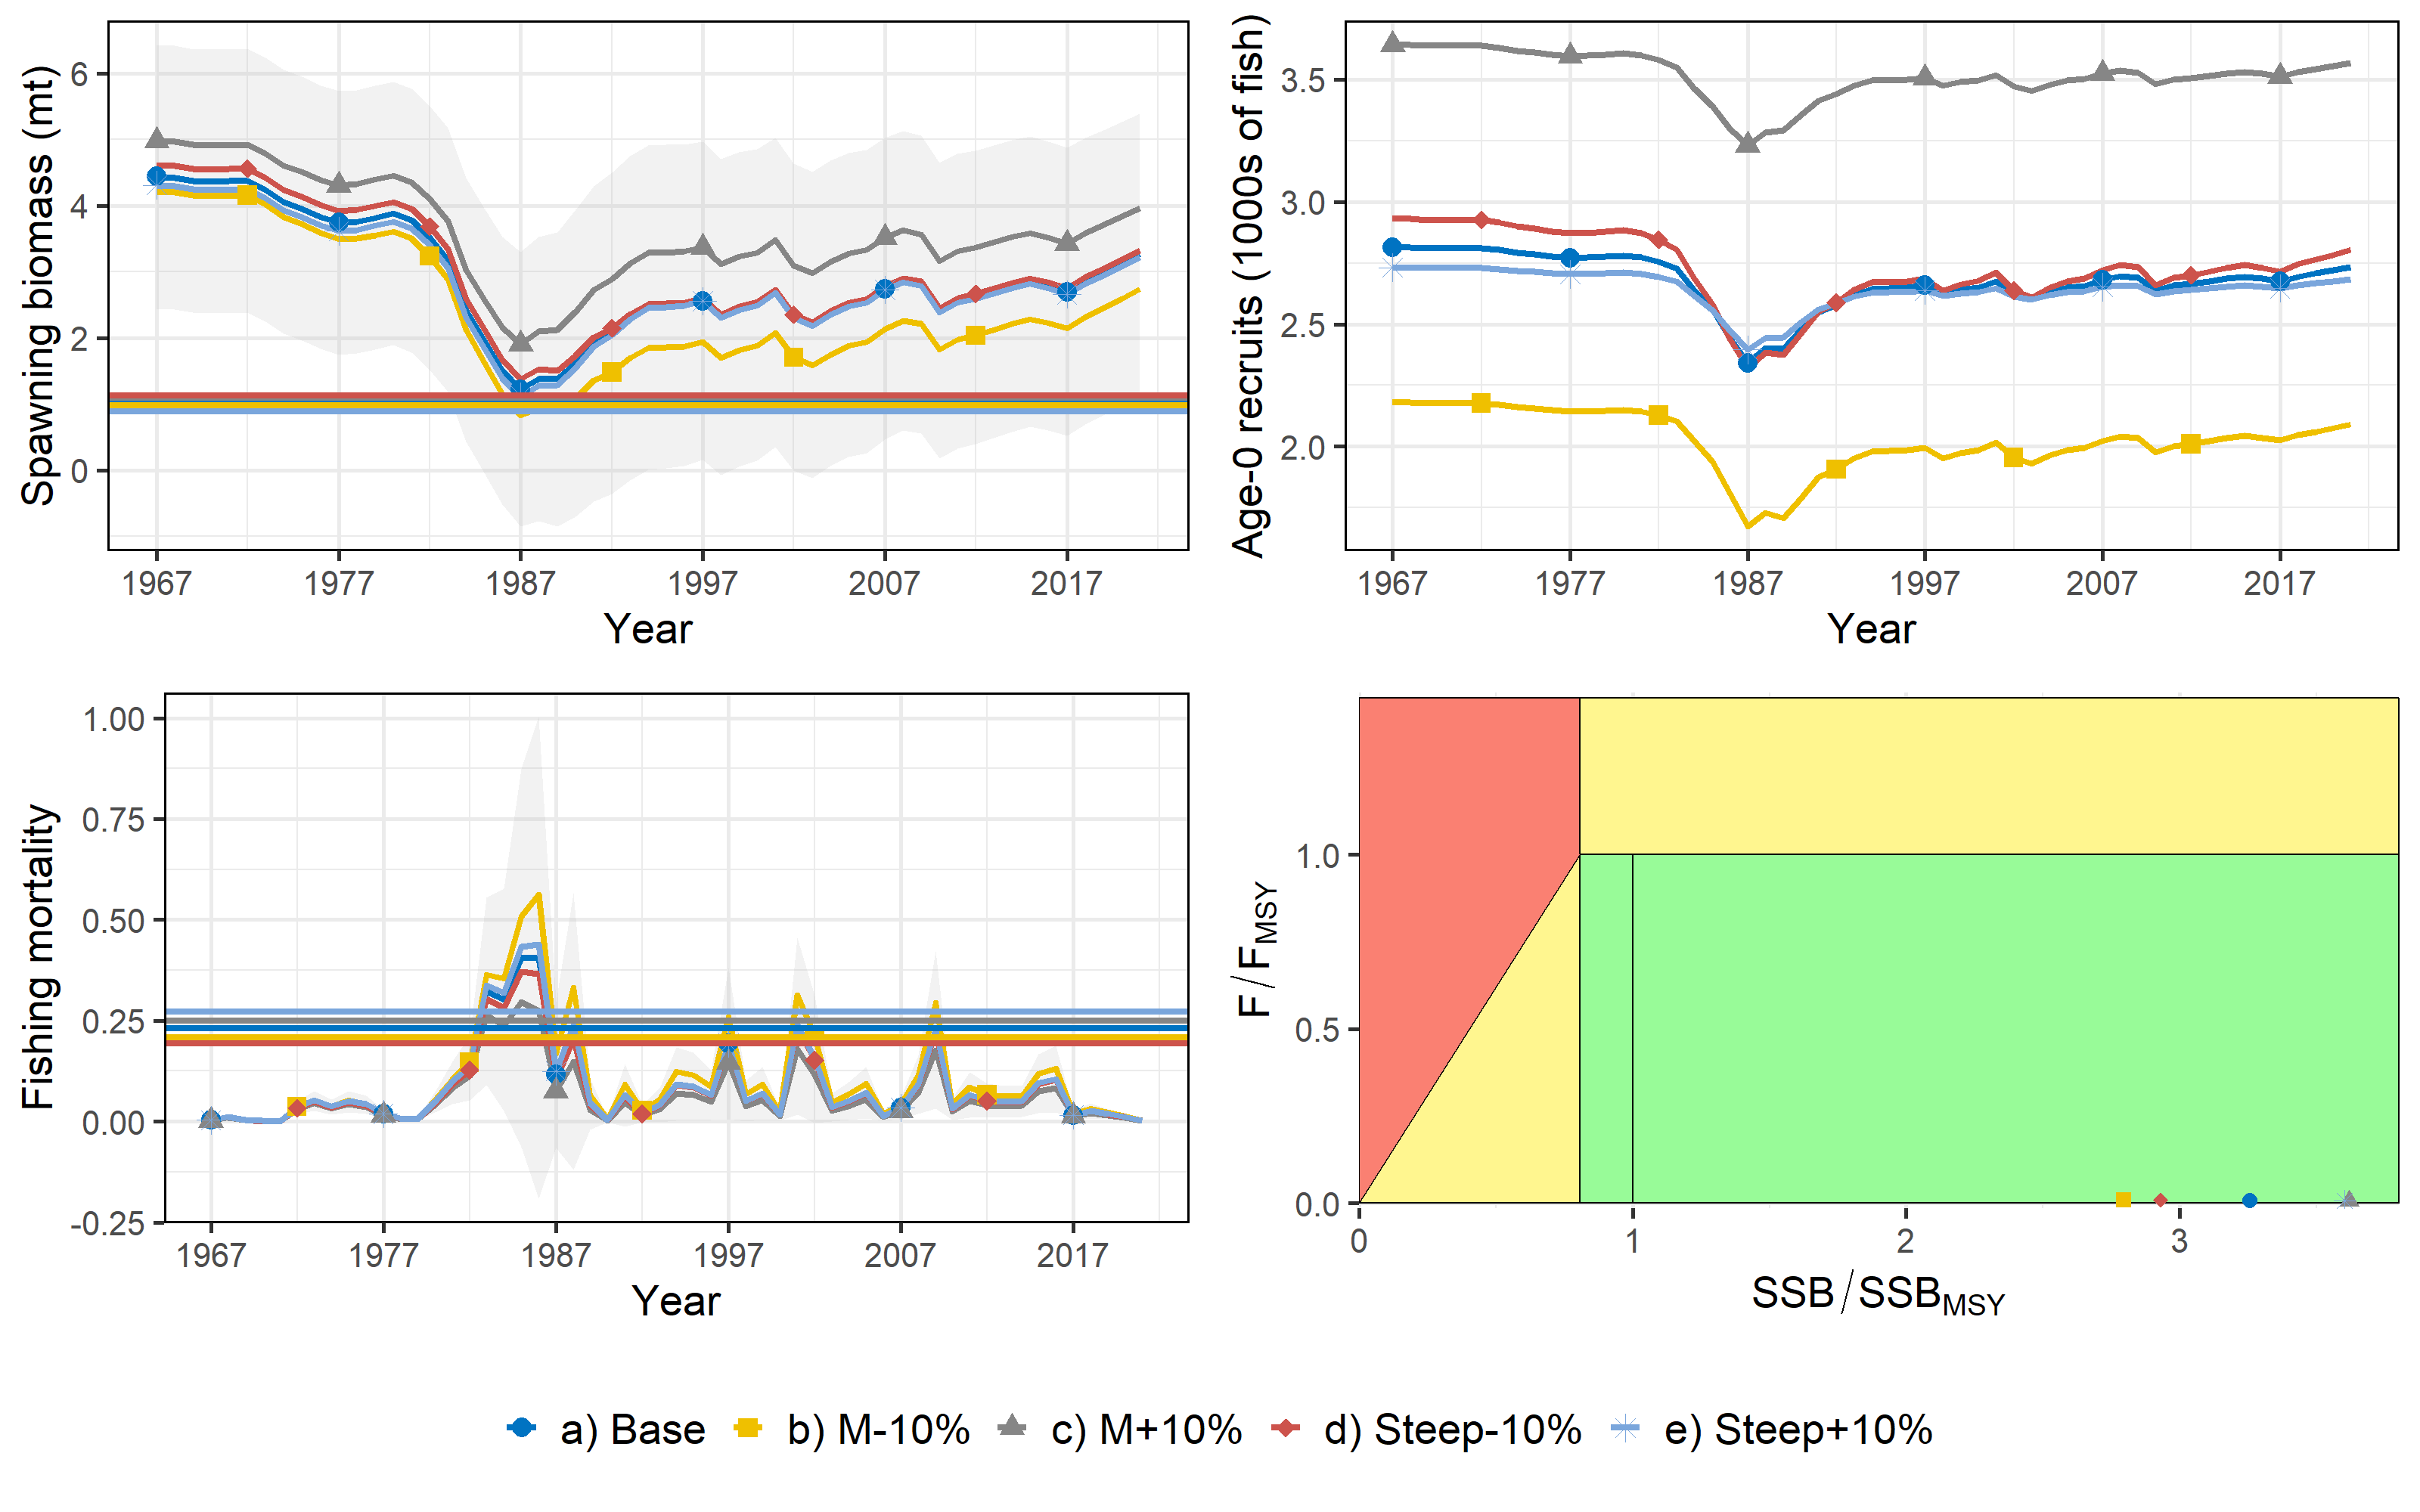 Spawning biomass (mt)
6
4
2
0
1967 1977 1987 1997 2007 2017
Year
Age-0 recruits (1000s of fish)
3.5
3.0
2.5
2.0
1967 1977 1987 1997 2007 2017
Year
Fishing mortality
1.00
0.75
0.50
0.25
0.00
-0.25
1967 1977 1987 1997 2007 2017
Year
F/FMSY
1.0
0.5
0.0
0 1 2 3
SSB/SSBMSY
a) Base b) M-10% c) M+10% d) Steep-10% e) Steep+10%